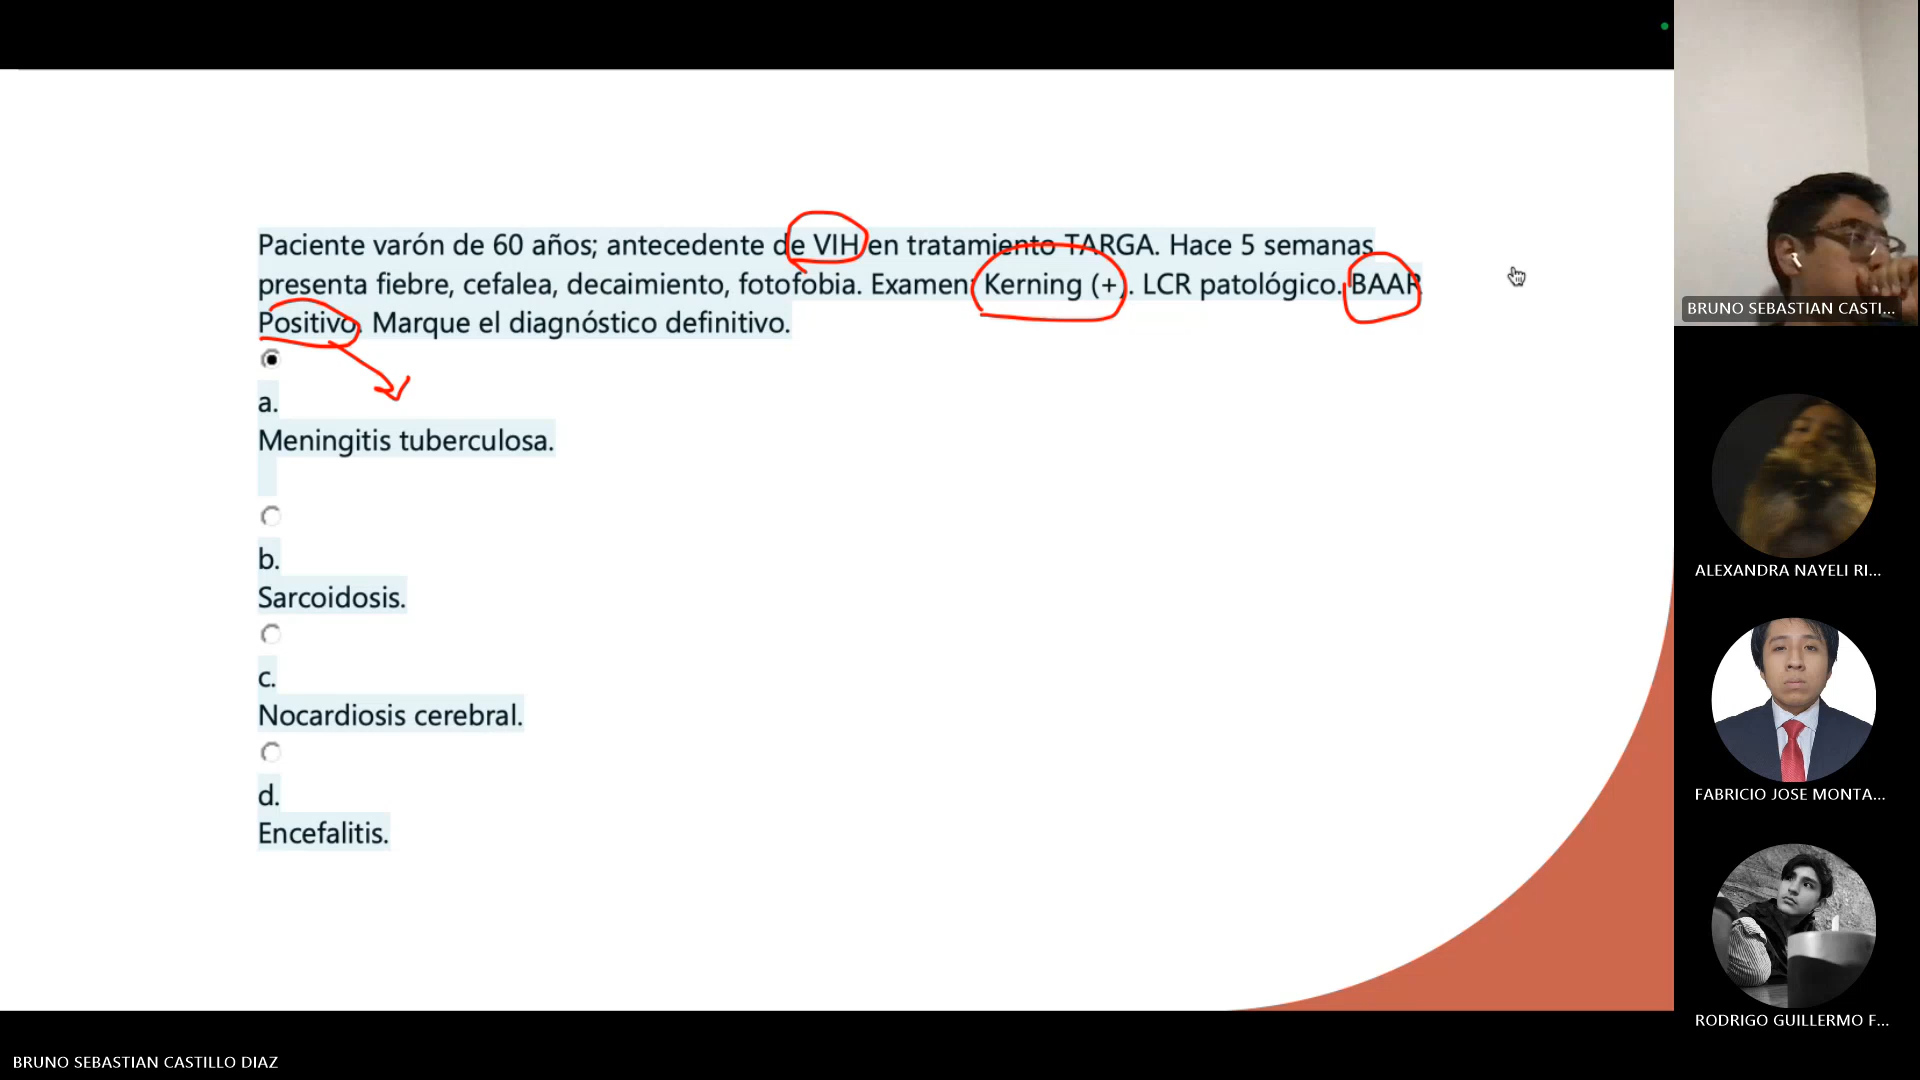 Paciente varón de 60 años; antecedente de VIH en tratamiento TARGA. Hace 5 semanas
presenta fiebre, cefalea, decaimiento, fotofobia. Examen: Kerning (+). LCR patológico. BAAR
Positivo. Marque el diagnóstico definitivo.
a.
Meningitis tuberculosa.
b.
Sarcoidosis.
c.
Nocardiosis cerebral.
d.
Encefalitis.
BRUNO SEBASTIAN CASTI...
ALEXANDRA NAYELI RI...
FABRICIO JOSE MONTA...
RODRIGO GUILLERMO F...
BRUNO SEBASTIAN CASTILLO DIAZ